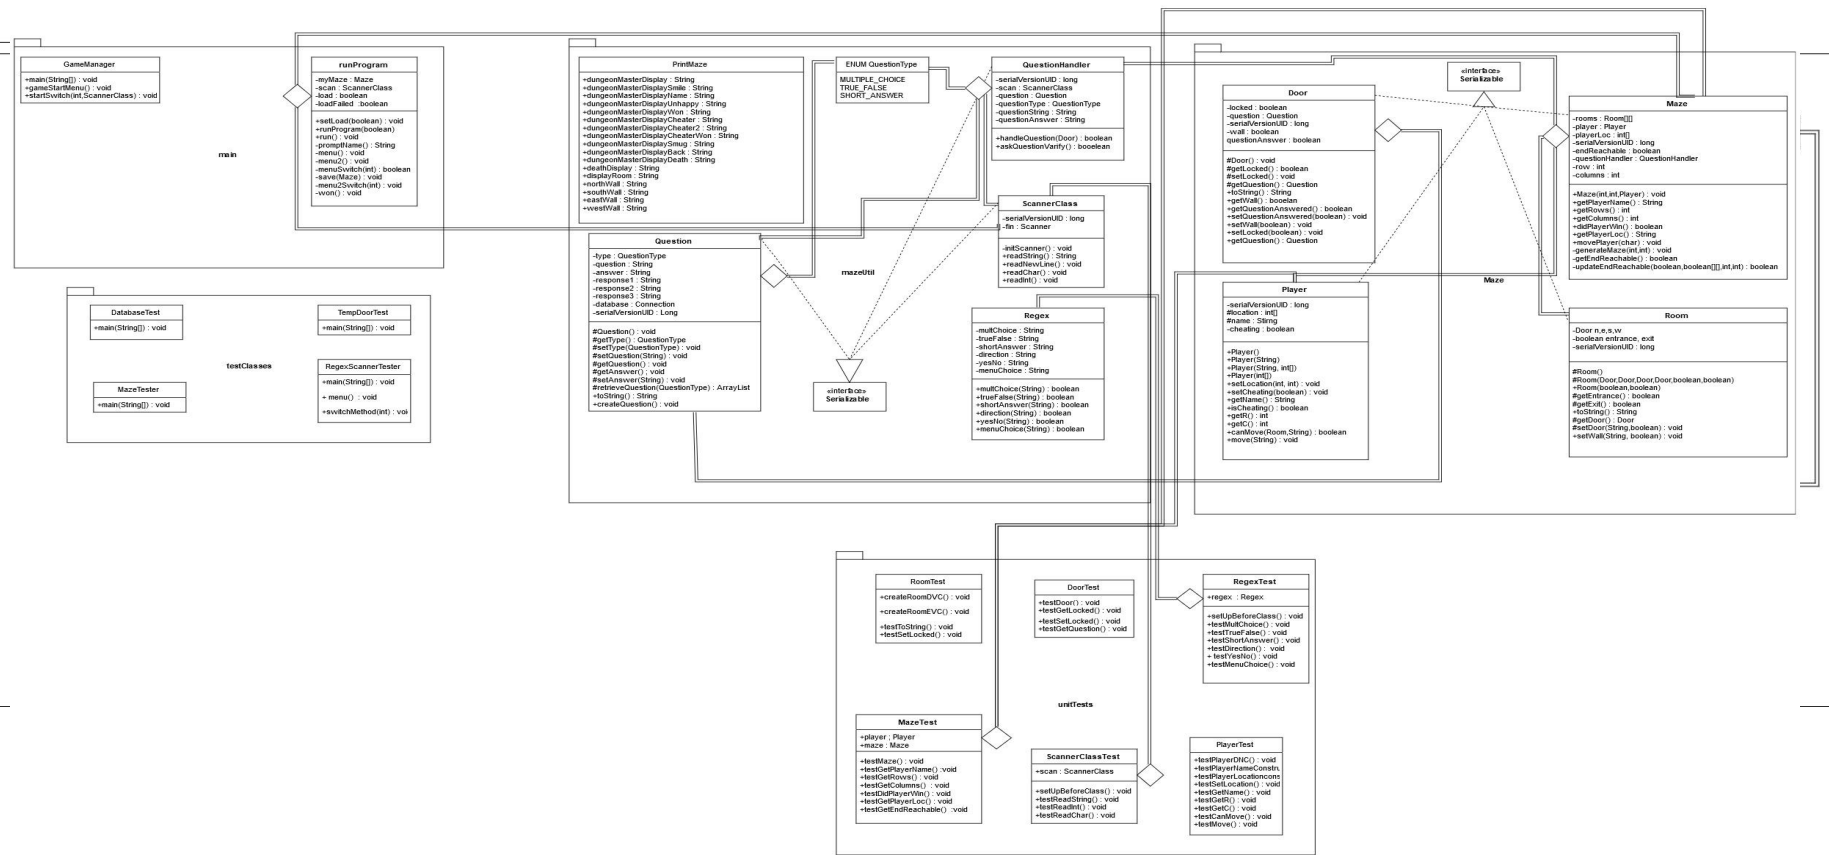 GameManager
+main(String[]) : void
+gameStartMenu() : void
+startSwitch(int,ScannerClass) : void
runProgram
-myMaze : Maze
-scan : ScannerClass
-load : boolean
-loadFailed :boolean
+setLoad(boolean) : void
+runProgram(boolean)
+run() : void
-promptName() : String
-menu() : void
-menu2() : void
-menuSwitch(int) : boolean
-save(Maze) : void
-menu2Switch(int) : void
-won() : void
main
DatabaseTest
+main(String[]) : void
TempDoorTest
+main(String[]) : void
testClasses
MazeTester
+main(String[]) : void
RegexScannerTester
+main(String[]) : void
+ menu() : void
+switchMethod(int) : voi
PrintMaze
+dungeonMasterDisplay : String
+dungeonMasterDisplaySmile : String
+dungeonMasterDisplayName : String
+dungeonMasterDisplayUnhappy : String
+dungeonMasterDisplayWon : String
+dungeonMasterDisplayCheater : String
+dungeonMasterDisplayCheater2 : String
+dungeonMasterDisplayCheaterWon : String
+dungeonMasterDisplaySmug : String
+dungeonMasterDisplayBack : String
+dungeonMasterDisplayDeath : String
+deathDisplay : String
+displayRoom : String
+northWall : String
+southWall : String
+eastWall : String
+westWall : String
ENUM QuestionType
MULTIPLE_CHOICE
TRUE_FALSE
SHORT_ANSWER
QuestionHandler
-serialVersionUID : long
-scan : ScannerClass
-question : Question
-questionType : QuestionType
-questionString : String
-questionAnswer : String
+handleQuestion(Door) : boolean
+askQuestionVarify() : booelean
ScannerClass
-serialVersionUID : long
-fin : Scanner
-initScanner() : void
+readString() : String
+readNewLine() : void
+readChar() : void
+readInt() : void
Question
-type : QuestionType
-question : String
-answer : String
-response1 : String
-response2 : String
-response3 : String
-database : Connection
-serialVersionUID : Long
#Question() : void
#getType() : QuestionType
#setType(QuestionType) : void
#setQuestion(String) : void
#getQuestion() : void
#getAnswer() ; void
#setAnswer(String) : void
#retrieveQuestion(QuestionType) : ArrayList
+toString() : String
+createQuestion() : void
mazeUtil
«interface»
Serializable
Regex
-multChoice : String
-trueFalse : String
-shortAnswer : String
-direction : String
-yesNo : String
-menuChoice : String
+multChoice(String) : boolean
+trueFalse(String) : boolean
+shortAnswer(String) : boolean
+direction(String) : boolean
+yesNo(String) : boolean
+menuChoice(String) : boolean
Door
-locked : boolean
-question : Question
-serialVersionUID : long
-wall : boolean
questionAnswer : boolean
#Door() : void
#getLocked() : boolean
#setLocked() : void
#getQuestion() : Question
+toString() : String
+getWall() : booelan
+getQuestionAnswered() : boolean
+setQuestionAnswered(boolean) : void
+setWall(boolean) : void
+setLocked(boolean) : void
+getQuestion() : Question
«interface»
Serializable
Maze
-rooms : Room[][]
-player : Player
-playerLoc : int[]
-serialVersionUID : long
-endReachable : boolean
-questionHandler : QuestionHandler
-row : int
-columns : int
+Maze(int,int,Player) : void
+getPlayerName() : String
+getRows() : int
+getColumns() : int
+didPlayerWin() : boolean
+getPlayerLoc() : String
+movePlayer(char) : void
-generateMaze(int,int) : void
-getEndReachable() : boolean
-updateEndReachable(boolean,boolean[][],int,int) : boolean
Maze
Player
-serialVersionUID : long
#location : int[]
#name : Stirng
-cheating : boolean
+Player()
+Player(String)
+Player(String, int[])
+Player(int[])
+setLocation(int, int) : void
+setCheating(boolean) : void
+getName() : String
+isCheating() : boolean
+getR() : int
+getC() : int
+canMove(Room,String) : boolean
+move(String) : void
Room
-Door n,e,s,w
-boolean entrance, exit
-serialVersionUID : long
#Room()
#Room(Door,Door,Door,Door,boolean,boolean)
+Room(boolean,boolean)
#getEntrance() : boolean
#getExit() : boolean
+toString() : String
#getDoor() : Door
#setDoor(String,boolean) : void
+setWall(String, boolean) : void
RoomTest
+createRoomDVC() : void
+createRoomEVC() : void
+testToString() : void
+testSetLocked() : void
DoorTest
+testDoor() : void
+testGetLocked() : void
+testSetLocked() : void
+testGetQuestion() : void
RegexTest
+regex : Regex
+setUpBeforeClass() : void
+testMultChoice() : void
+testTrueFalse() : void
+testShortAnswer() : void
+testDirection() : void
+ testYesNo() : void
+testMenuChoice() : void
unitTests
MazeTest
+player ; Player
+maze : Maze
+testMaze() : void
+testGetPlayerName() :void
+testGetRows() : void
+testGetColumns() : void
+testDidPlayerWin() : void
+testGetPlayerLoc() : void
+testGetEndReachable() :void
ScannerClassTest
+scan : ScannerClass
+setUpBeforeClass() : void
+testReadString() : void
+testReadInt() : void
+testReadChar() : void
PlayerTest
+testPlayerDNC() : void
+testPlayerNameConstru
+testPlayerLocationcons
+testSetLocation() : void
+testGetName() : void
+testGetR() : void
+testGetC() : void
+testCanMove() : void
+testMove() : void